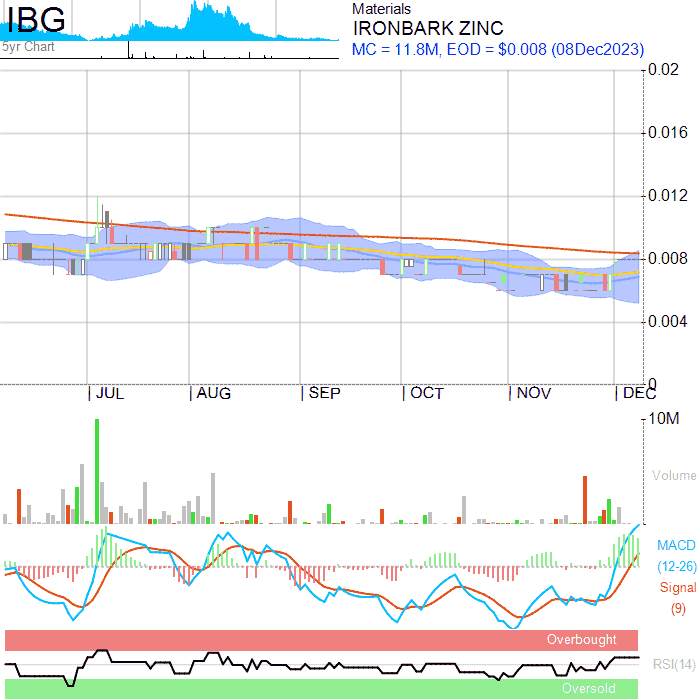 IBG
5yr Chart
Materials
IRONBARK ZINC
MC = 11.8M, EOD = $0.008 (08Dec2023)
0.02
0.016
0.012
0.008
0.004
0
JUL AUG SEP OCT NOV DEC
10M
Volume
MACD
(12-26)
Signal
(9)
Overbought
RSI(14)
Oversold